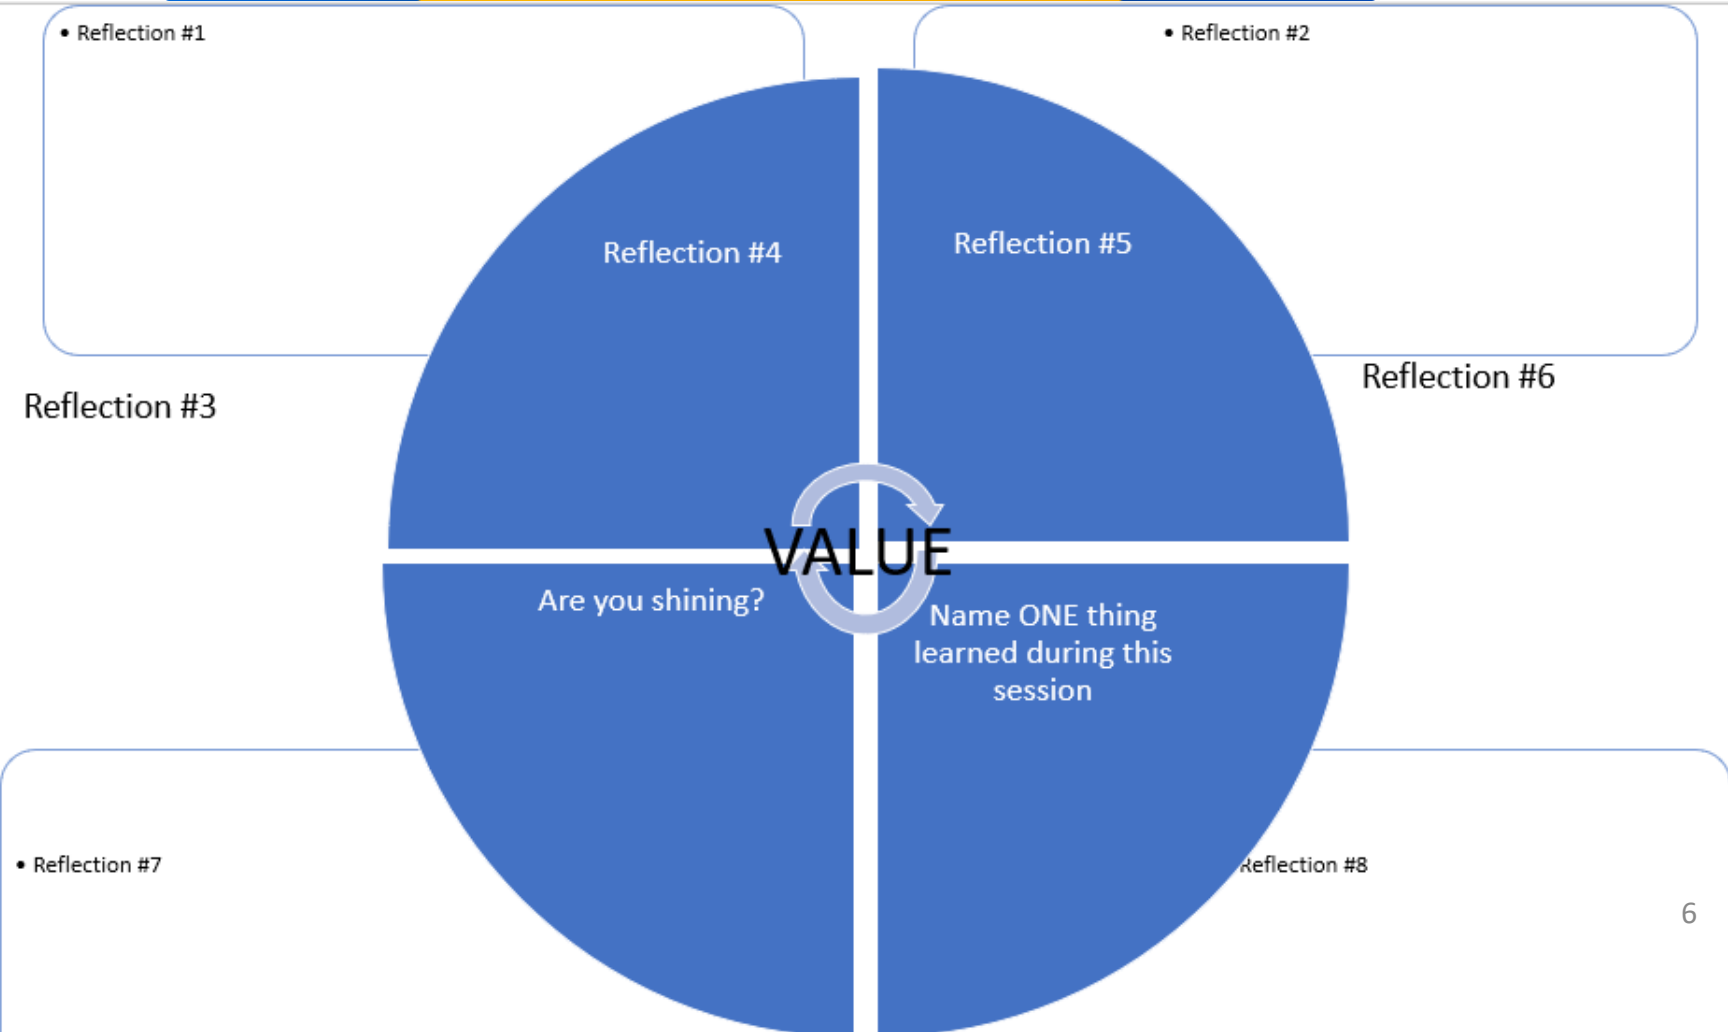 • Reflection #1
• Reflection #2
Reflection #4
Reflection #5
Reflection #3
Reflection #6
VALUE
Are you shining?
Name ONE thing
learned during this
session
• Reflection #7
Reflection #8
6